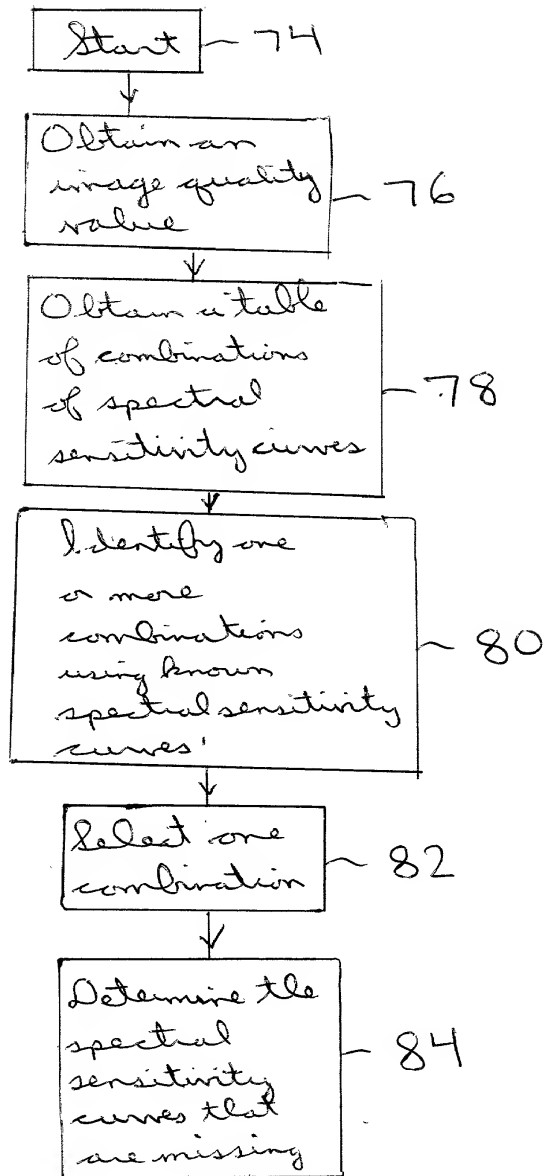 Start 74
Obtain an
image quality
value
76
Obtain a table
of combinations
of spectral
sensitivity curves
78
Identify one
or more
combinations
using known
spectral sensitivity
curves
80
Select one
combination
82
Determine the
spectral
sensitivity
curves that
are missing
84